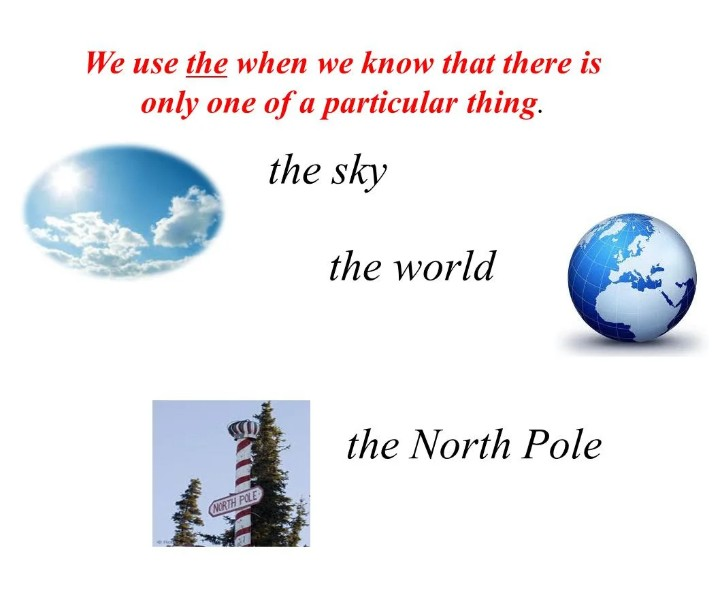 We use the when we know that there is
only one of a particular thing.
the sky
the world
the North Pole
NORTH POLE